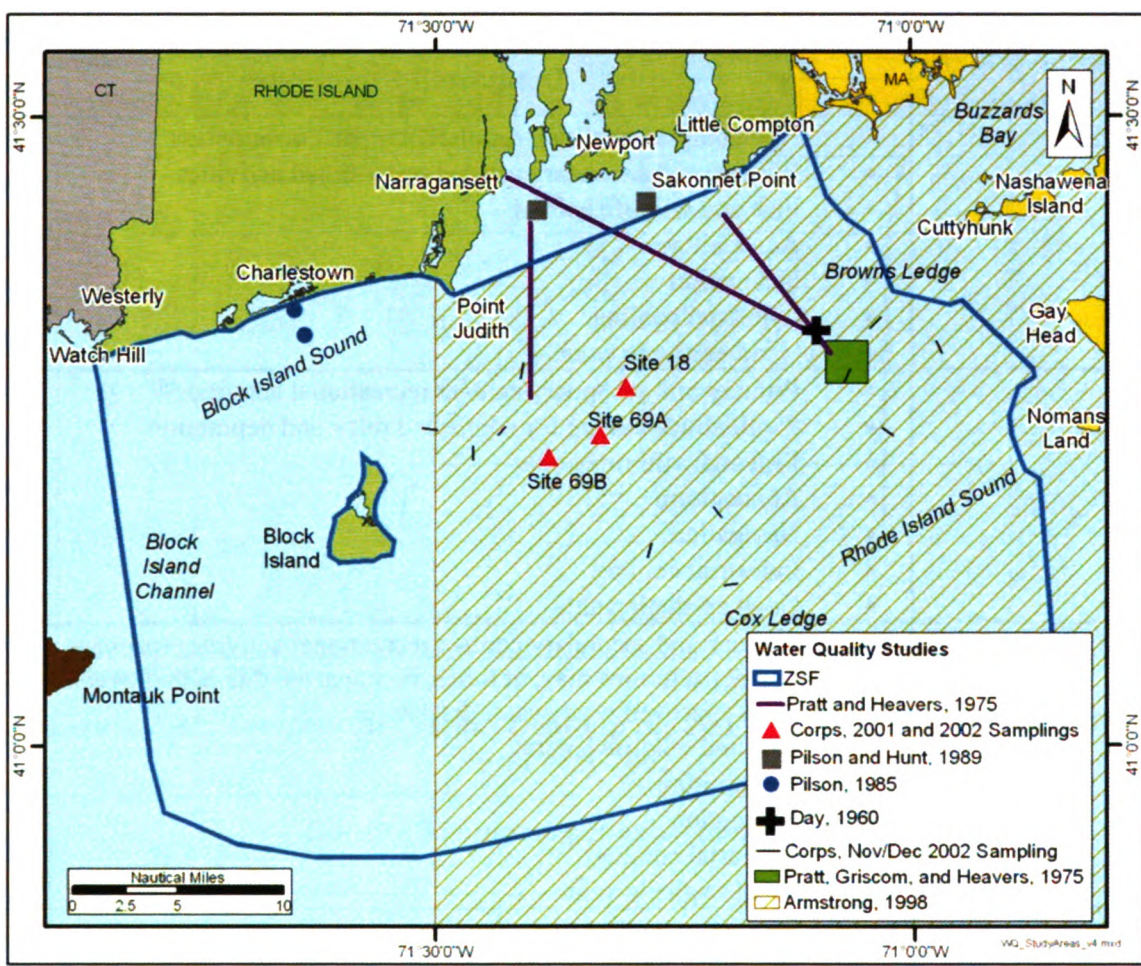 71°30'0"W
71°0'0"W
CT
RHODE ISLAND
MA
N
41°30'0"N
41°30'0"N
Buzzards
Bay
Little Compton
Newport
Narragansett
Sakonnet Point
Nashawena
Island
Cuttyhunk
Charlestown
Browns Ledge
Westerly
Gay
Head
Point
Judith
Watch Hill
Block Island Sound
Site 18
Site 69A
Nomans
Land
Site 69B
Rhode Island Sound
Block
Island
Channel
Block
Island
Cox Ledge
Montauk Point
41°0'0"N
41°0'0"N
Water Quality Studies
ZSF
Pratt and Heavers, 1975
Corps, 2001 and 2002 Samplings
Pilson and Hunt, 1989
Pilson, 1985
Day, 1960
Corps, Nov/Dec 2002 Sampling
Pratt, Griscom, and Heavers, 1975
Armstrong, 1998
Nautical Miles
0 2.5 5 10
WQ_StudyAreas_v4.mxd
71°30'0"W
71°0'0"W